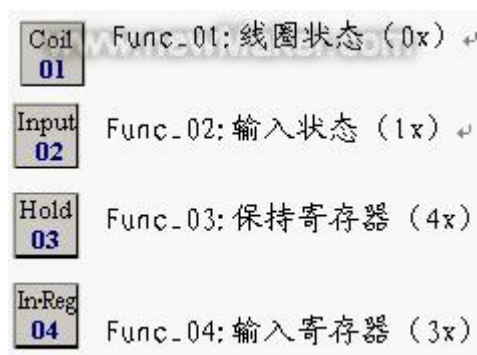 Coil
01
Func_01:线圈状态（0x）↵
Input
02
Func_02:输入状态（1x）↵
Hold
03
Func_03:保持寄存器（4x）
In-Reg
04
Func_04:输入寄存器（3x）